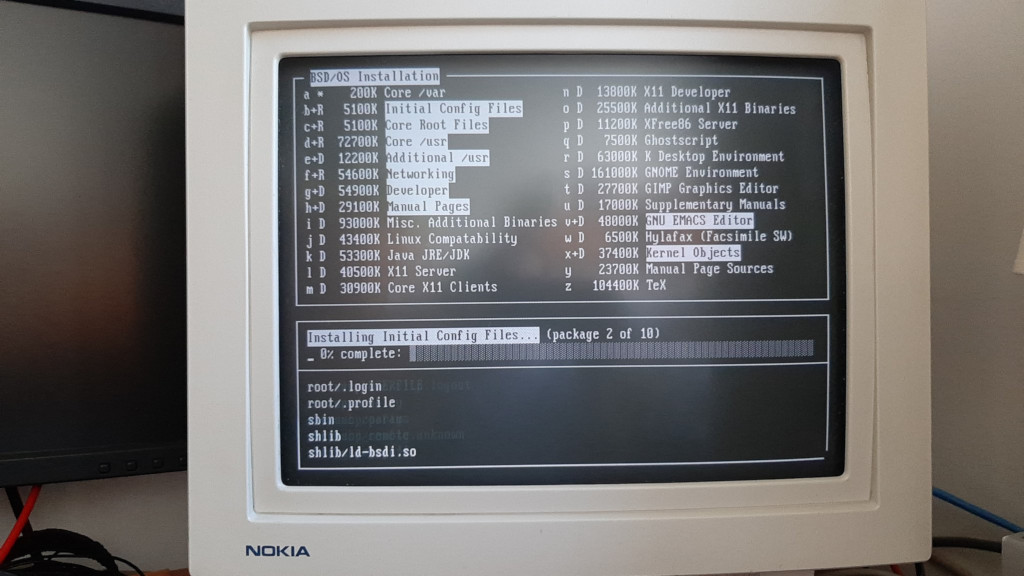 BSD/OS Installation
a * 200K Core /var n D 13800K X11 Developer
b+R 5100K Initial Config Files o D 25500K Additional X11 Binaries
c+R 5100K Core Root Files p D 11200K XFree86 Server
d+R 72700K Core /usr q D 7500K Ghostscript
e+D 12200K Additional /usr r D 63000K K Desktop Environment
f+R 54600K Networking s D 161000K GNOME Environment
g+D 54900K Developer t D 27700K GIMP Graphics Editor
h+D 29100K Manual Pages u D 17000K Supplementary Manuals
i D 93000K Misc. Additional Binaries v+D 48000K GNU EMACS Editor
j D 43400K Linux Compatability w D 6500K Hylafax (Facsimile SW)
k D 53300K Java JRE/JDK x+D 37400K Kernel Objects
l D 40500K X11 Server y 23700K Manual Page Sources
m D 30900K Core X11 Clients z 104400K TeX
Installing Initial Config Files... (package 2 of 10)
_ 0% complete:
root/.login
root/.profile
sbin
shlib
shlib/ld-bsdi.so
NOKIA